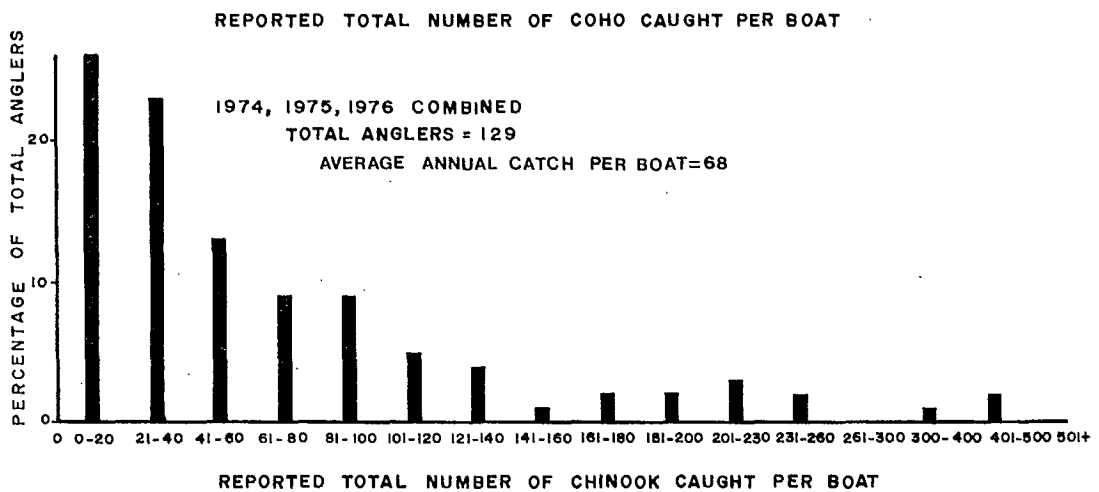 REPORTED TOTAL NUMBER OF COHO CAUGHT PER BOAT
PERCENTAGE OF TOTAL ANGLERS
1974, 1975, 1976 COMBINED
TOTAL ANGLERS = 129
AVERAGE ANNUAL CATCH PER BOAT=68
20
10
0
0 0-20 21-40 41-60 61-80 81-100 101-120 121-140 141-160 161-180 181-200 201-230 231-260 261-300 300-400 401-500 501+
REPORTED TOTAL NUMBER OF CHINOOK CAUGHT PER BOAT